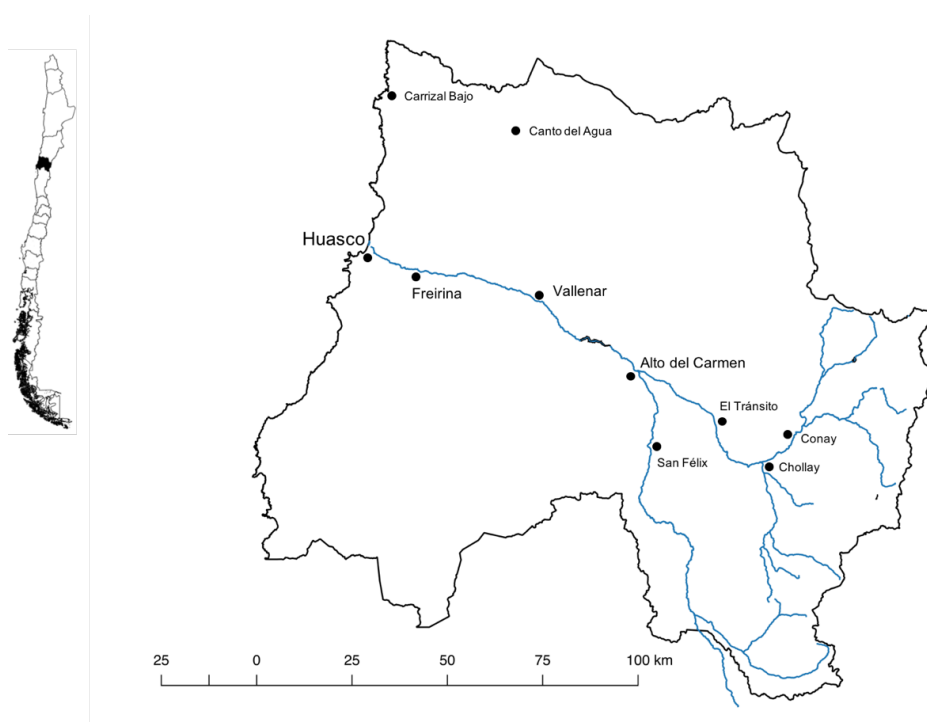 Carrizal Bajo
Canto del Agua
Huasco
Freirina
Vallenar
Alto del Carmen
El Tránsito
Conay
San Félix
Chollay
25 0 25 50 75 100 km